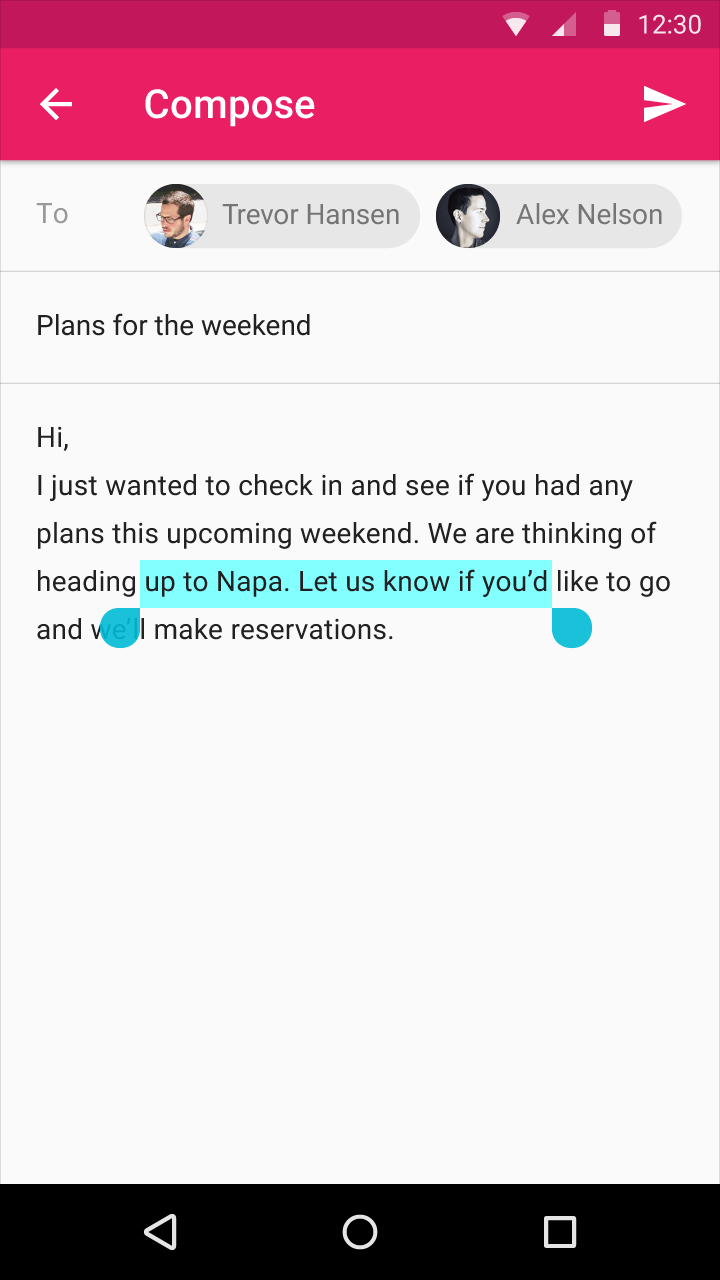 12:30
Compose
To Trevor Hansen Alex Nelson
Plans for the weekend
Hi,
I just wanted to check in and see if you had any
plans this upcoming weekend. We are thinking of
heading up to Napa. Let us know if you’d like to go
and we’ll make reservations.